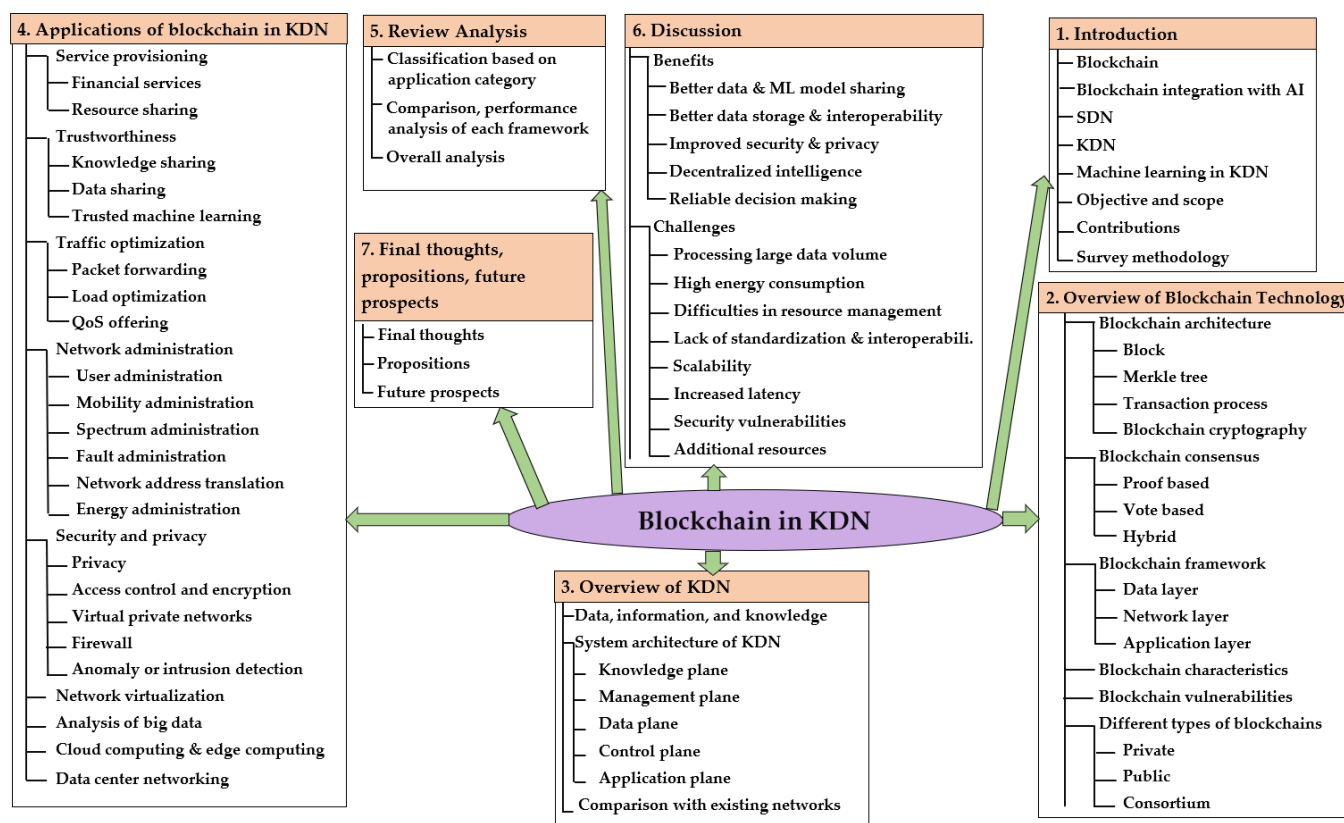 4. Applications of blockchain in KDN
Service provisioning
Financial services
Resource sharing
Trustworthiness
Knowledge sharing
Data sharing
Trusted machine learning
Traffic optimization
Packet forwarding
Load optimization
QoS offering
Network administration
User administration
Mobility administration
Spectrum administration
Fault administration
Network address translation
Energy administration
Security and privacy
Privacy
Access control and encryption
Virtual private networks
Firewall
Anomaly or intrusion detection
Network virtualization
Analysis of big data
Cloud computing & edge computing
Data center networking
5. Review Analysis
Classification based on
application category
Comparison, performance
analysis of each framework
Overall analysis
7. Final thoughts,
propositions, future
prospects
Final thoughts
Propositions
Future prospects
6. Discussion
Benefits
Better data & ML model sharing
Better data storage & interoperability
Improved security & privacy
Decentralized intelligence
Reliable decision making
Challenges
Processing large data volume
High energy consumption
Difficulties in resource management
Lack of standardization & interoperabili.
Scalability
Increased latency
Security vulnerabilities
Additional resources
Blockchain in KDN
3. Overview of KDN
Data, information, and knowledge
System architecture of KDN
Knowledge plane
Management plane
Data plane
Control plane
Application plane
Comparison with existing networks
1. Introduction
Blockchain
Blockchain integration with AI
SDN
KDN
Machine learning in KDN
Objective and scope
Contributions
Survey methodology
2. Overview of Blockchain Technology
Blockchain architecture
Block
Merkle tree
Transaction process
Blockchain cryptography
Blockchain consensus
Proof based
Vote based
Hybrid
Blockchain framework
Data layer
Network layer
Application layer
Blockchain characteristics
Blockchain vulnerabilities
Different types of blockchains
Private
Public
Consortium